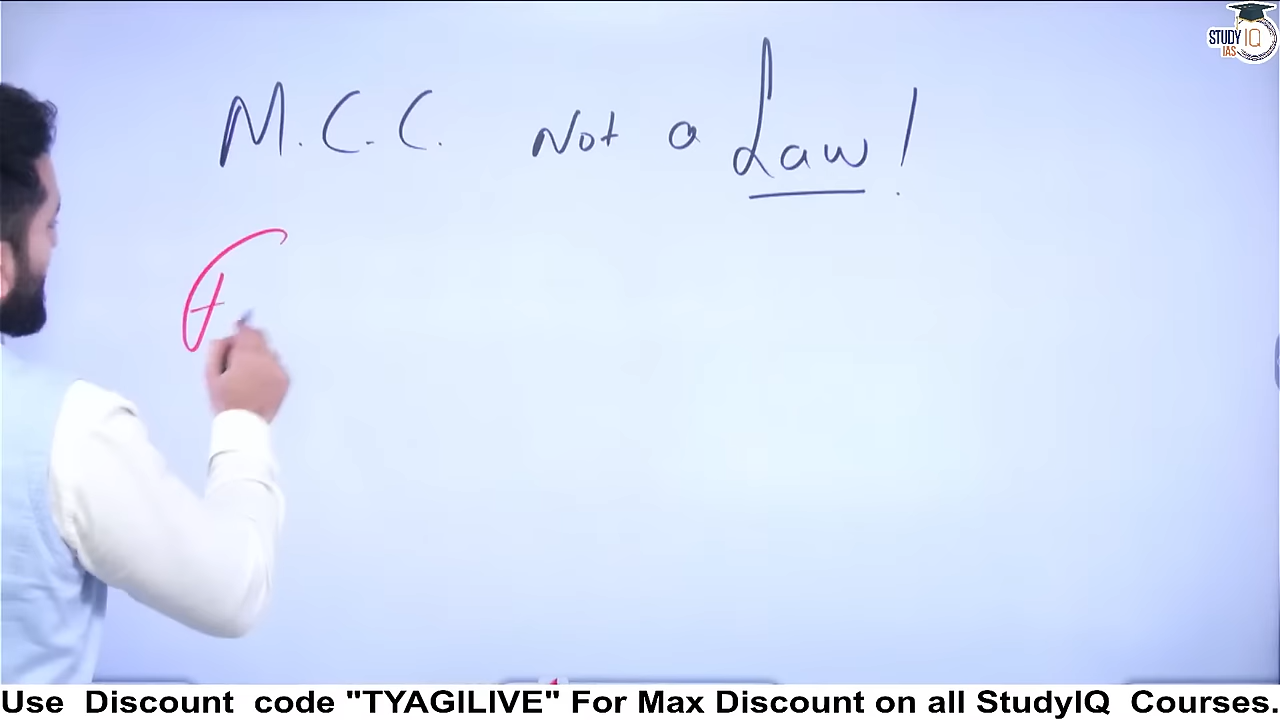 STUDY IQ
IAS
M.C.C. Not a Law!
Use Discount code "TYAGILIVE" For Max Discount on all StudyIQ Courses.